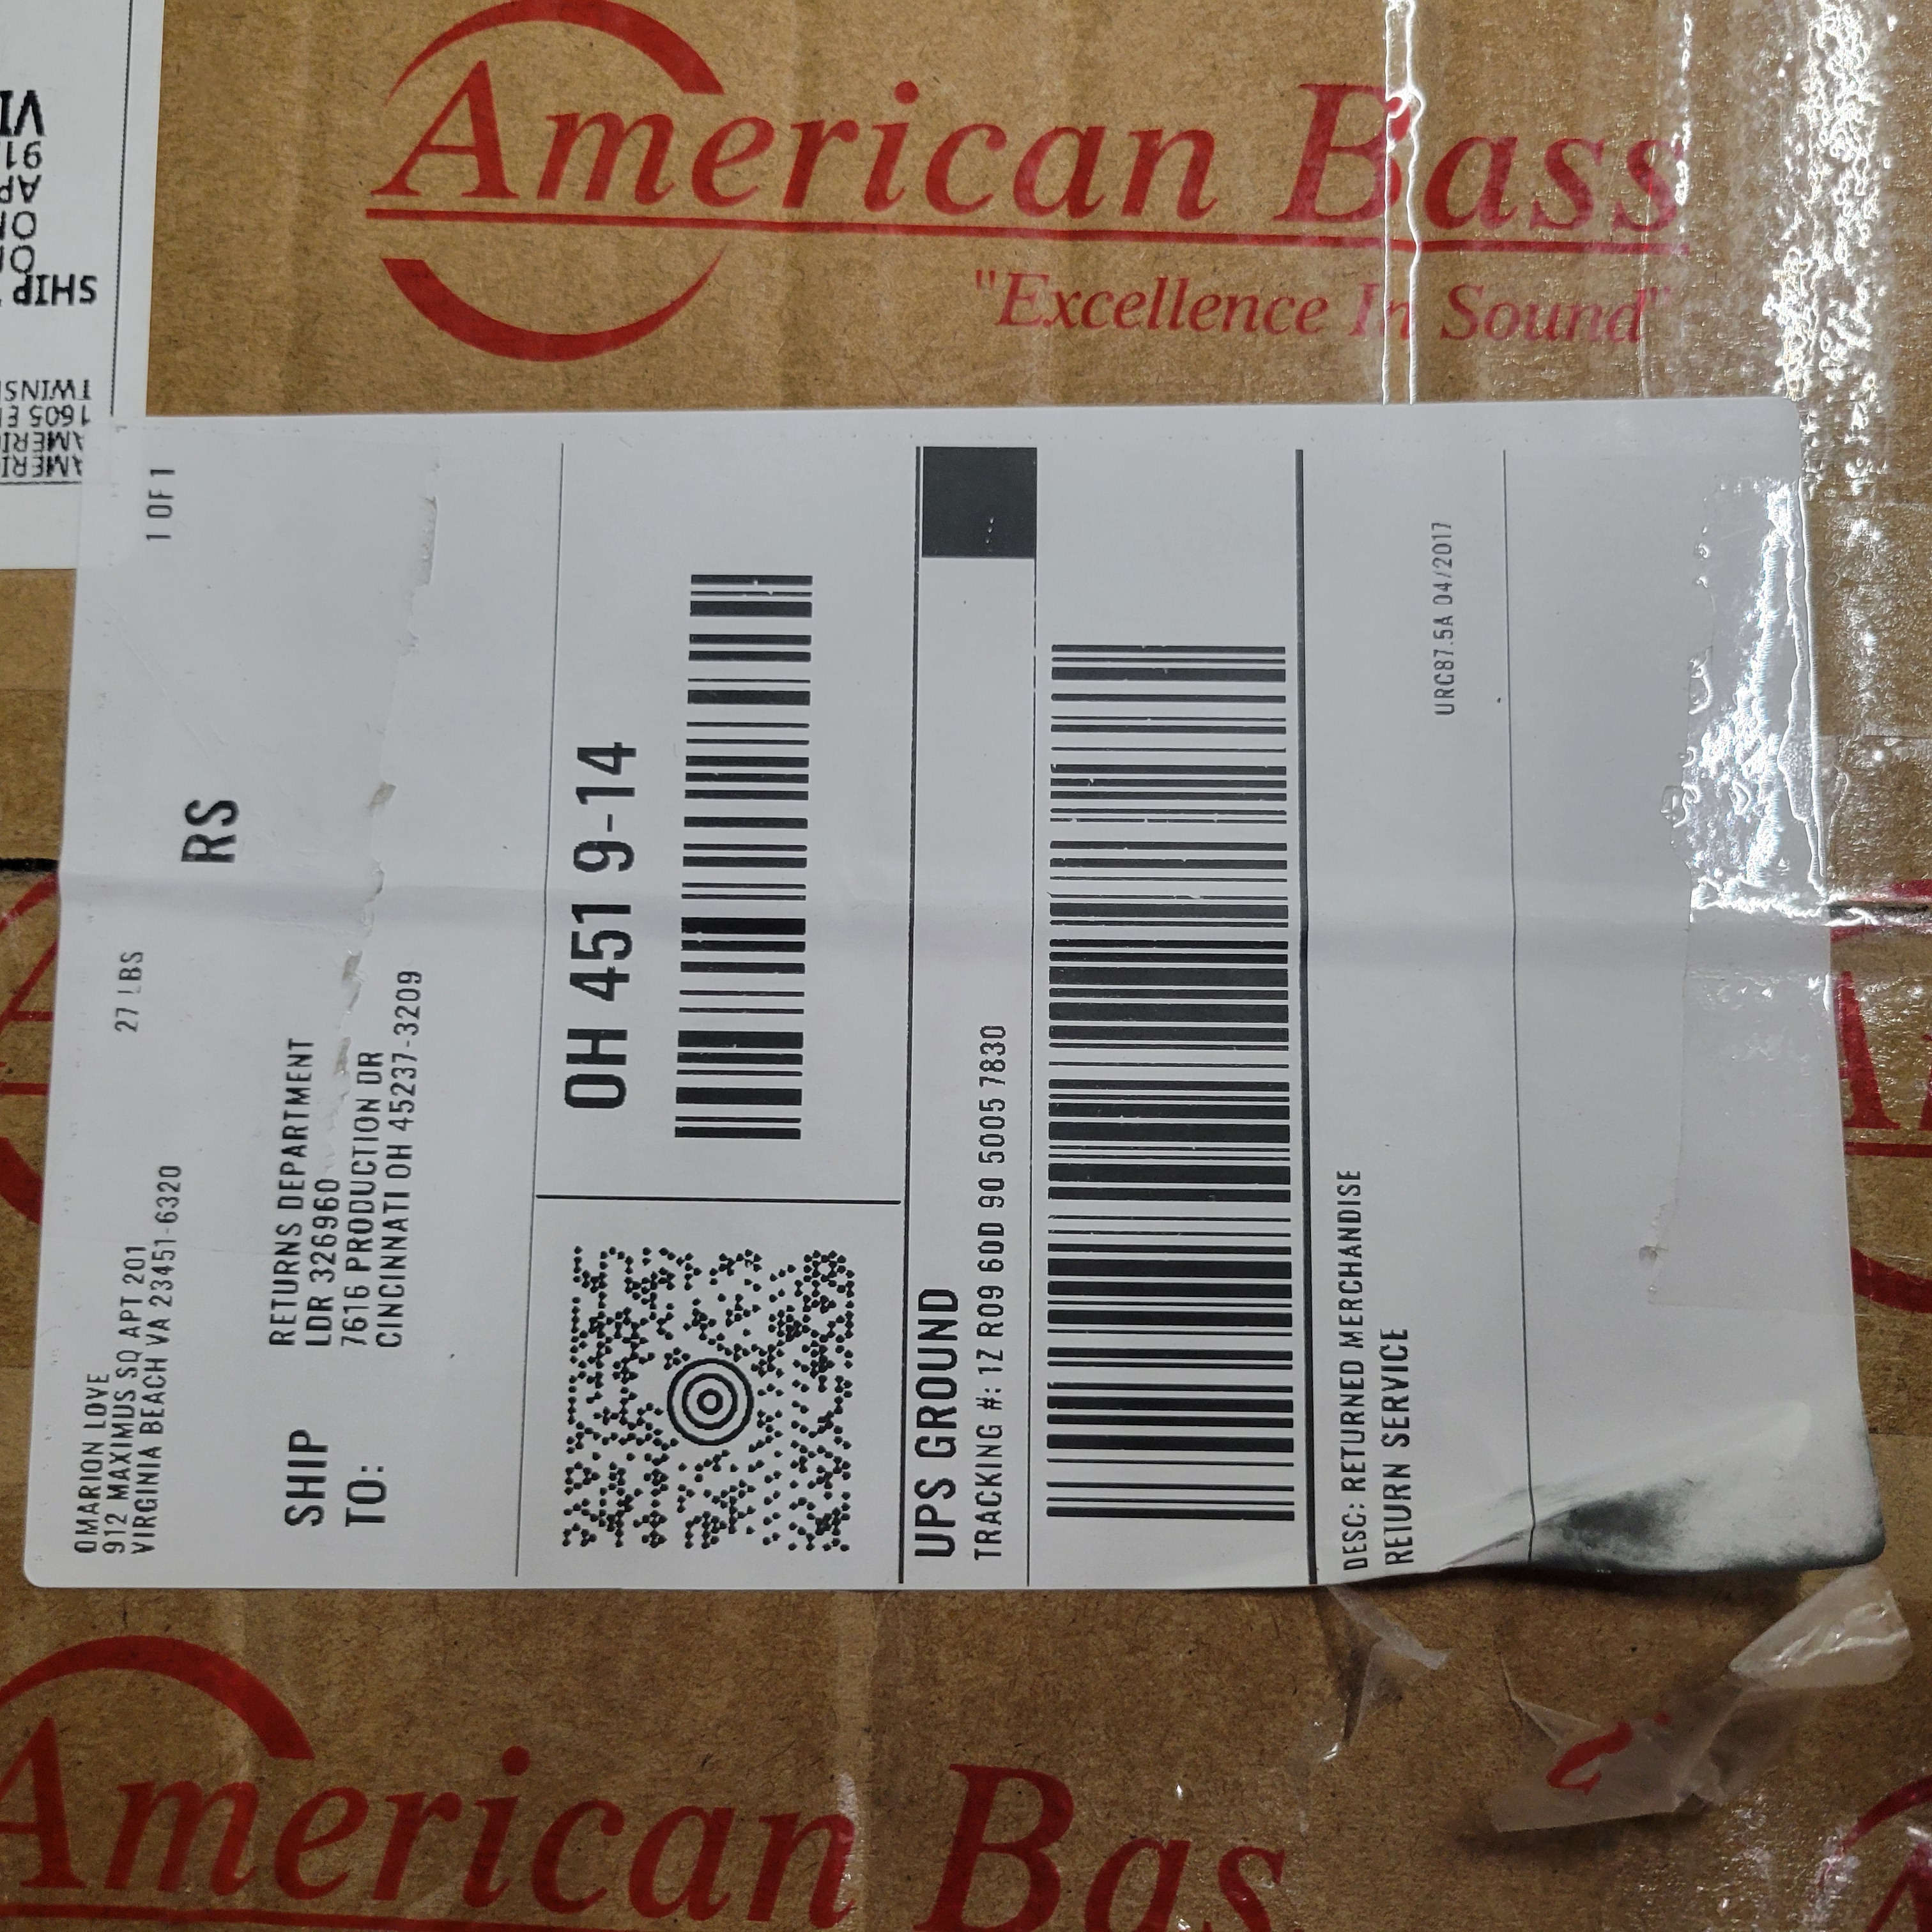 American Bass
"Excellence In Sound"
SHIP
1 OF 1
27 LBS
RS
OMARION LOVE
912 MAXIMUS SQ APT 201
VIRGINIA BEACH VA 23451-6320
SHIP
TO:
RETURNS DEPARTMENT
LDR 326960
7616 PRODUCTION DR
CINCINNATI OH 45237-3209
OH 451 9-14
UPS GROUND
TRACKING #: 1Z R09 60D 90 5005 7830
DESC: RETURNED MERCHANDISE
RETURN SERVICE
URC87.5A 04/2017
American Bas